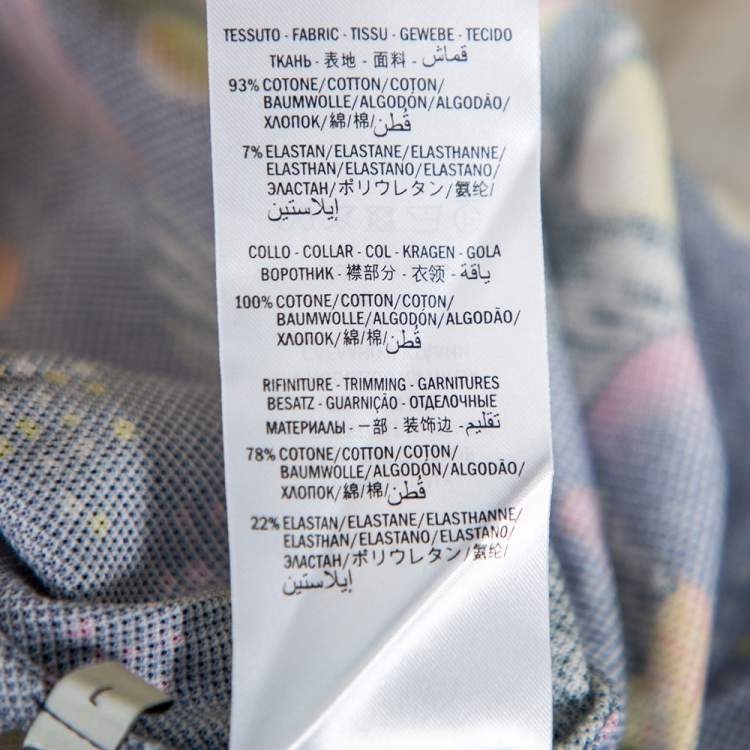 TESSUTO - FABRIC - TISSU - GEWEBE - TECIDO
ТКАНЬ - 表地 - 面料 - قماش
93% COTONE/COTTON/COTON/
BAUMWOLLE/ALGODÓN/ALGODÃO/
ХЛОПОК/綿/棉/قُطن
7% ELASTAN/ELASTANE/ELASTHANNE/
ELASTHAN/ELASTANO/ELASTANO/
ЭЛАСТАН/ポリウレタン/氨纶/
إيلاستين
COLLO - COLLAR - COL - KRAGEN - GOLA
ВОРОТНИК - 襟部分 - 衣领 - ياقة
100% COTONE/COTTON/COTON/
BAUMWOLLE/ALGODÓN/ALGODÃO/
ХЛОПОК/綿/棉/قُطن
RIFINITURE - TRIMMING - GARNITURES
BESATZ - GUARNIÇÃO - ОТДЕЛОЧНЫЕ
МАТЕРИАЛЫ - 一部 - 装饰边 - تقليم
78% COTONE/COTTON/COTON/
BAUMWOLLE/ALGODÓN/ALGODÃO/
ХЛОПОК/綿/棉/قُطن
22% ELASTAN/ELASTANE/ELASTHANNE/
ELASTHAN/ELASTANO/ELASTANO/
ЭЛАСТАН/ポリウレタン/氨纶/
إيلاستين
L